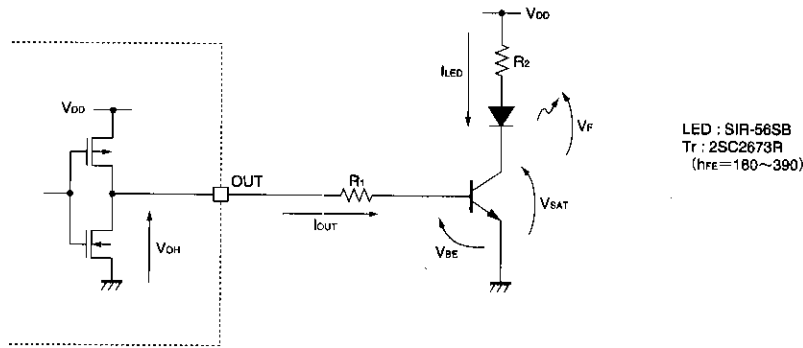 VDD
R2
ILED
VDD
VF
LED : SIR-56SB
Tr : 2SC2673R
(hFE=180~390)
OUT
R1
IOUT
VSAT
VOH
VBE